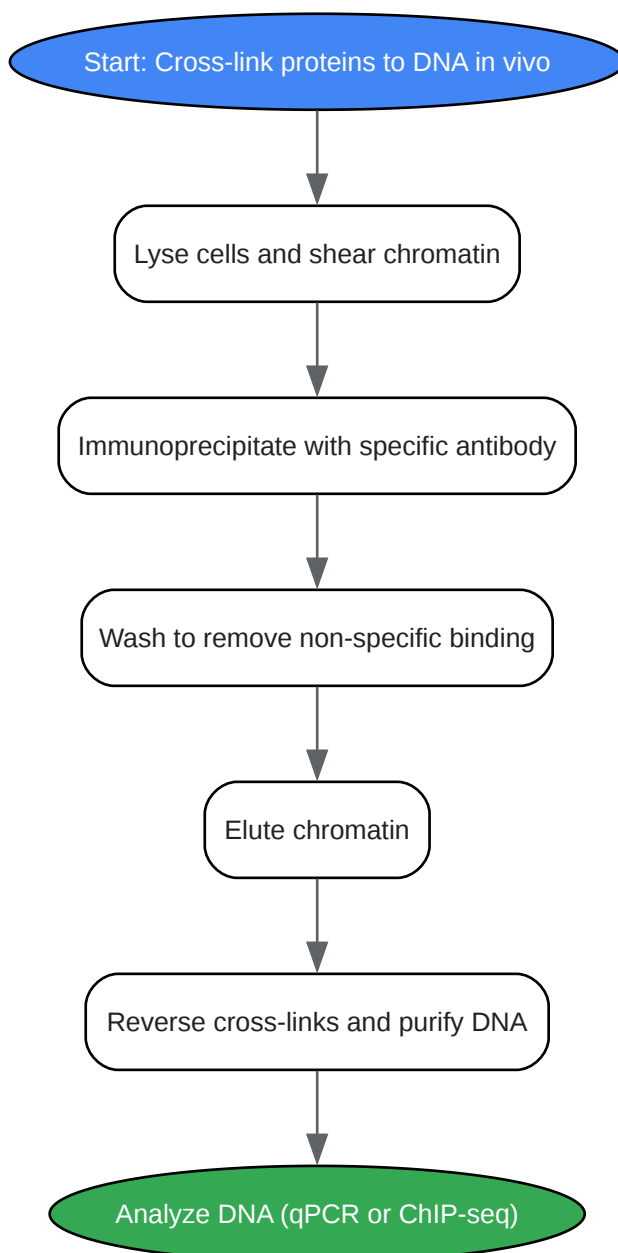 Start: Cross-link proteins to DNA in vivo
Lyse cells and shear chromatin
Immunoprecipitate with specific antibody
Wash to remove non-specific binding
Elute chromatin
Reverse cross-links and purify DNA
Analyze DNA (qPCR or ChIP-seq)